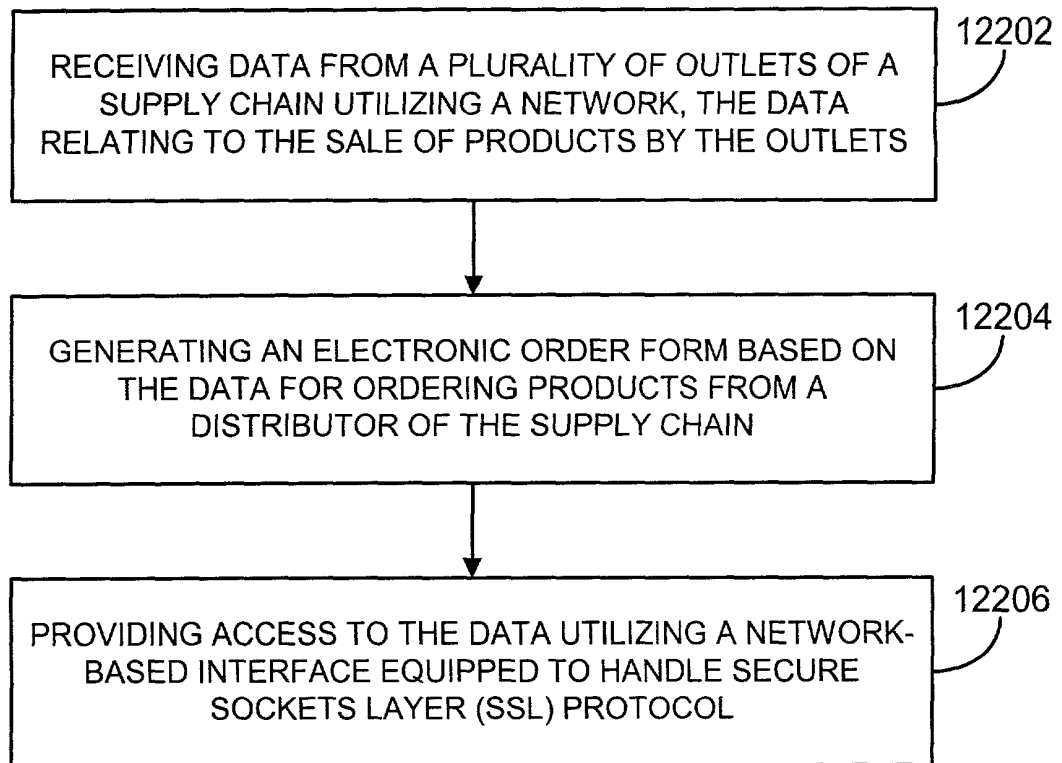 12202
RECEIVING DATA FROM A PLURALITY OF OUTLETS OF A
SUPPLY CHAIN UTILIZING A NETWORK, THE DATA
RELATING TO THE SALE OF PRODUCTS BY THE OUTLETS
12204
GENERATING AN ELECTRONIC ORDER FORM BASED ON
THE DATA FOR ORDERING PRODUCTS FROM A
DISTRIBUTOR OF THE SUPPLY CHAIN
12206
PROVIDING ACCESS TO THE DATA UTILIZING A NETWORK-
BASED INTERFACE EQUIPPED TO HANDLE SECURE
SOCKETS LAYER (SSL) PROTOCOL